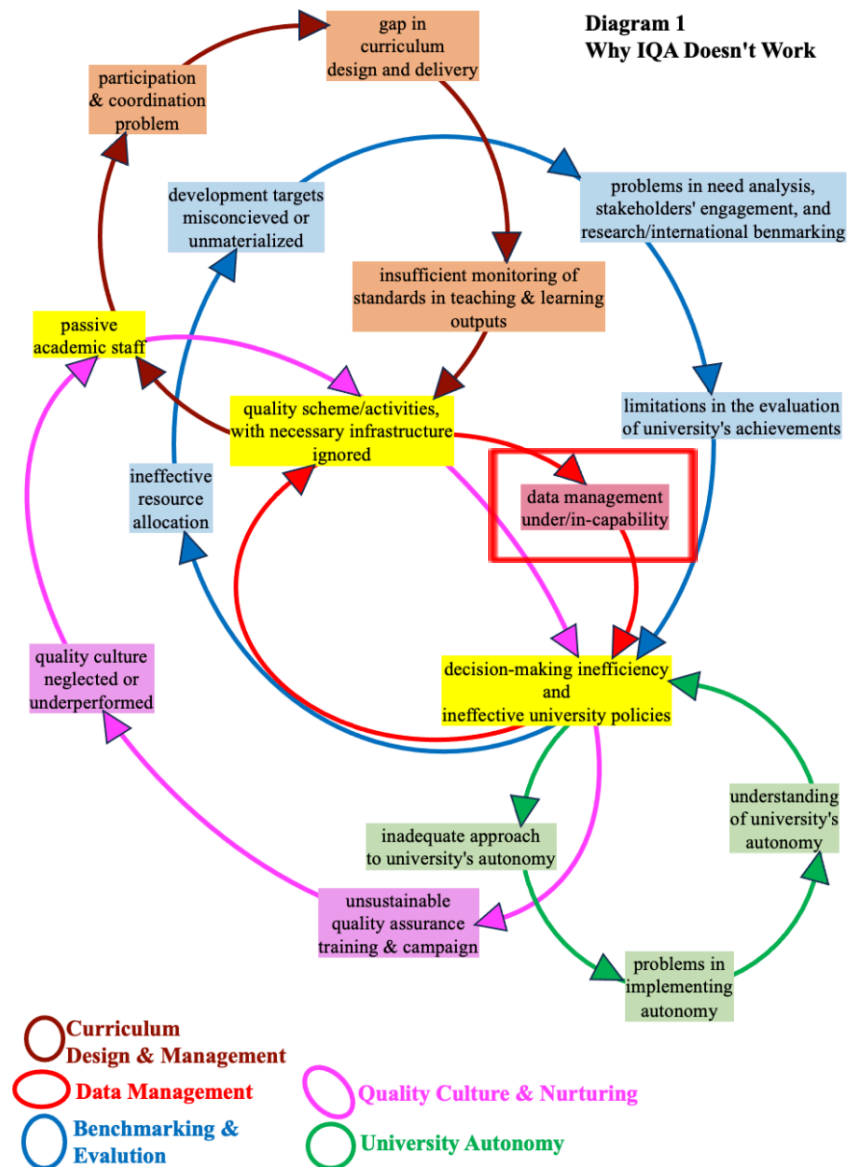 Diagram 1
Why IQA Doesn't Work
gap in
curriculum
design and delivery
participation
& coordination
problem
development targets
misconcieved or
unmaterialized
problems in need analysis,
stakeholders' engagement, and
research/international benmarking
insufficient monitoring of
standards in teaching & learning
outputs
passive
academic staff
quality scheme/activities,
with necessary infrastructure
ignored
limitations in the evaluation
of university's achievements
ineffective
resource
allocation
data management
under/in-capability
quality culture
neglected or
underperformed
decision-making inefficiency
and
ineffective university policies
understanding
of university's
autonomy
inadequate approach
to university's autonomy
unsustainable
quality assurance
training & campaign
problems in
implementing
autonomy
Curriculum
Design & Management
Data Management
Quality Culture & Nurturing
Benchmarking &
Evalution
University Autonomy